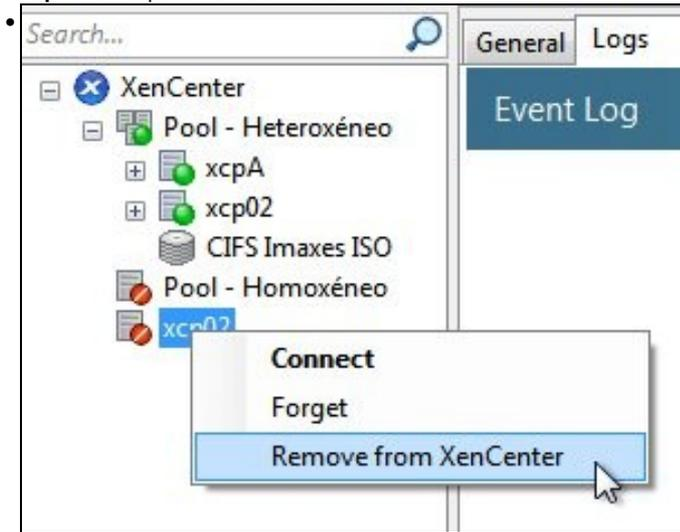 Search...
General
Logs
XenCenter
Event Log
Pool - Heteroxéneo
xcpA
xcp02
CIFS Imaxes ISO
Pool - Homoxéneo
xcp02
Connect
Forget
Remove from XenCenter